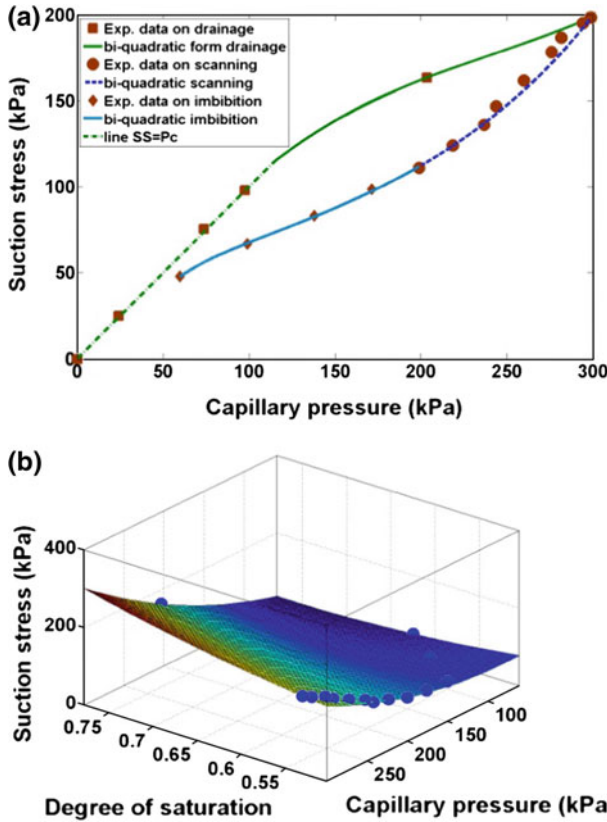 (a)
200
150
100
50
0
Suction stress (kPa)
Exp. data on drainage
bi-quadratic form drainage
Exp. data on scanning
bi-quadratic scanning
Exp. data on imbibition
bi-quadratic imbibition
line SS=Pc
0 50 100 150 200 250 300
Capillary pressure (kPa)
(b)
400
200
0
Suction stress (kPa)
0.75
0.7
0.65
0.6
0.55
Degree of saturation
100
150
200
250
Capillary pressure (kPa